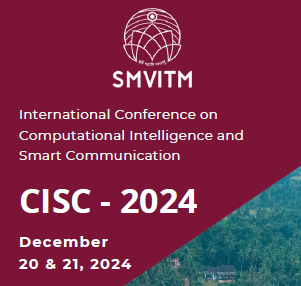 SMVITM
International Conference on
Computational Intelligence and
Smart Communication
CISC - 2024
December
20 & 21, 2024